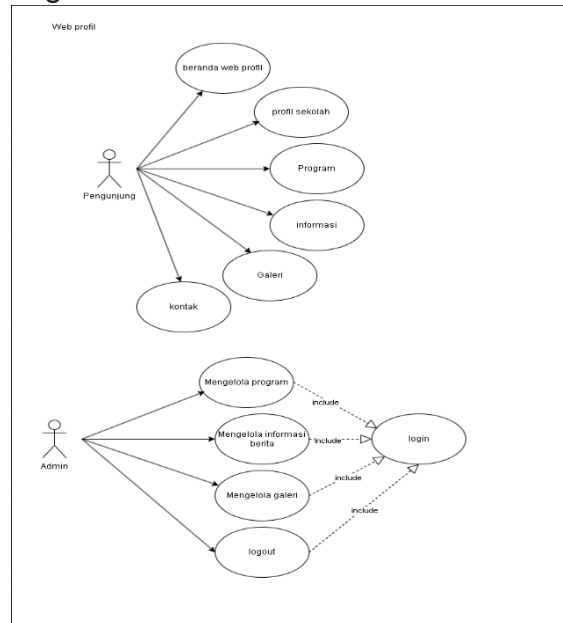 Web profil
beranda web profil
profil sekolah
Program
Pengunjung
informasi
Galeri
kontak
Mengelola program
include
Mengelola informasi
berita
include
login
Admin
Mengelola galeri
include
include
logout